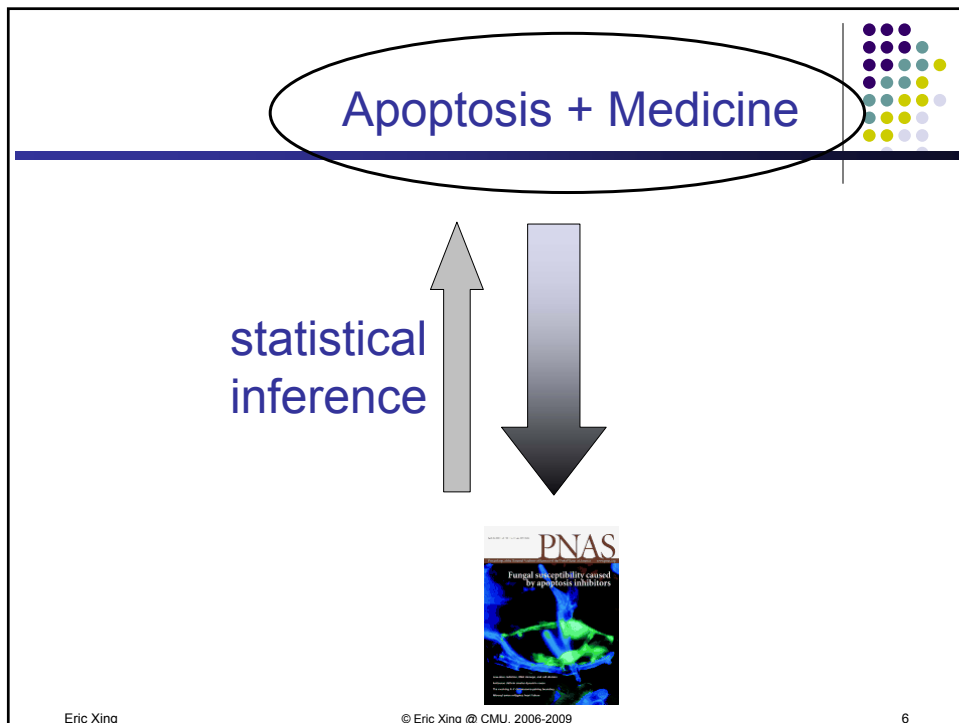 Apoptosis + Medicine
statistical
inference
PNAS
Fungal susceptibility caused
by apoptosis inhibitors
Eric Xing
© Eric Xing @ CMU, 2006-2009
6